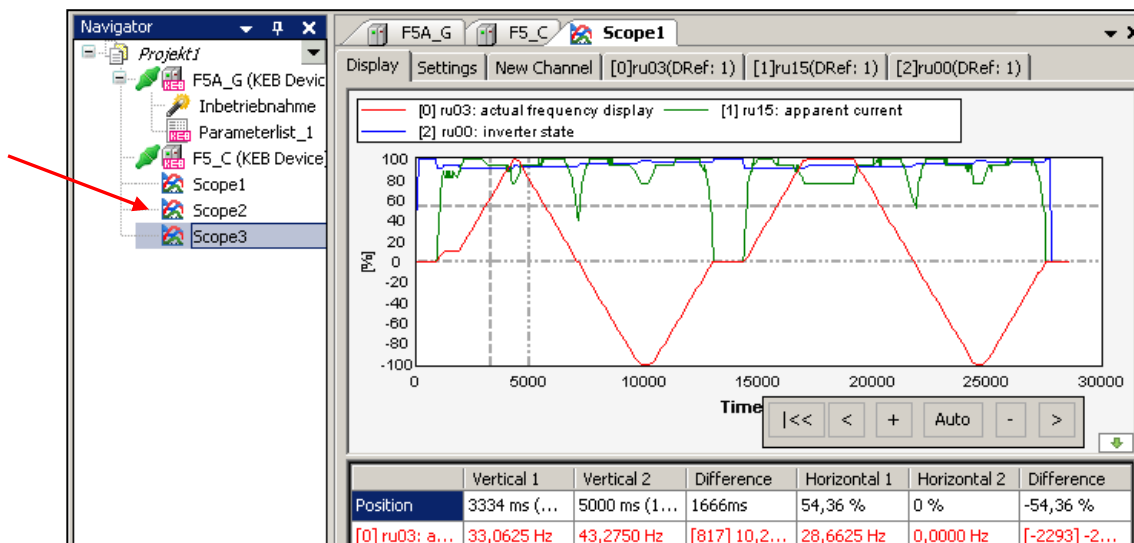 Navigator
Projekt1
F5A_G (KEB Devic
Inbetriebnahme
Parameterlist_1
F5_C (KEB Device
Scope1
Scope2
Scope3
F5A_G F5_C Scope1
Display Settings New Channel [0]ru03(DRef: 1) [1]ru15(DRef: 1) [2]ru00(DRef: 1)
[0] ru03: actual frequency display [1] ru15: apparent current
[2] ru00: inverter state
100
80
60
40
20
0
-20
-40
-60
-80
-100
[%]
0 5000 10000 15000 20000 25000 30000
Time
|<< < + Auto - >
Vertical 1 Vertical 2 Difference Horizontal 1 Horizontal 2 Difference
Position 3334 ms (... 5000 ms (1... 1666ms 54,36 % 0 % -54,36 %
[0] ru03: a... 33,0625 Hz 43,2750 Hz [817] 10,2... 28,6625 Hz 0,0000 Hz [-2293] -2...